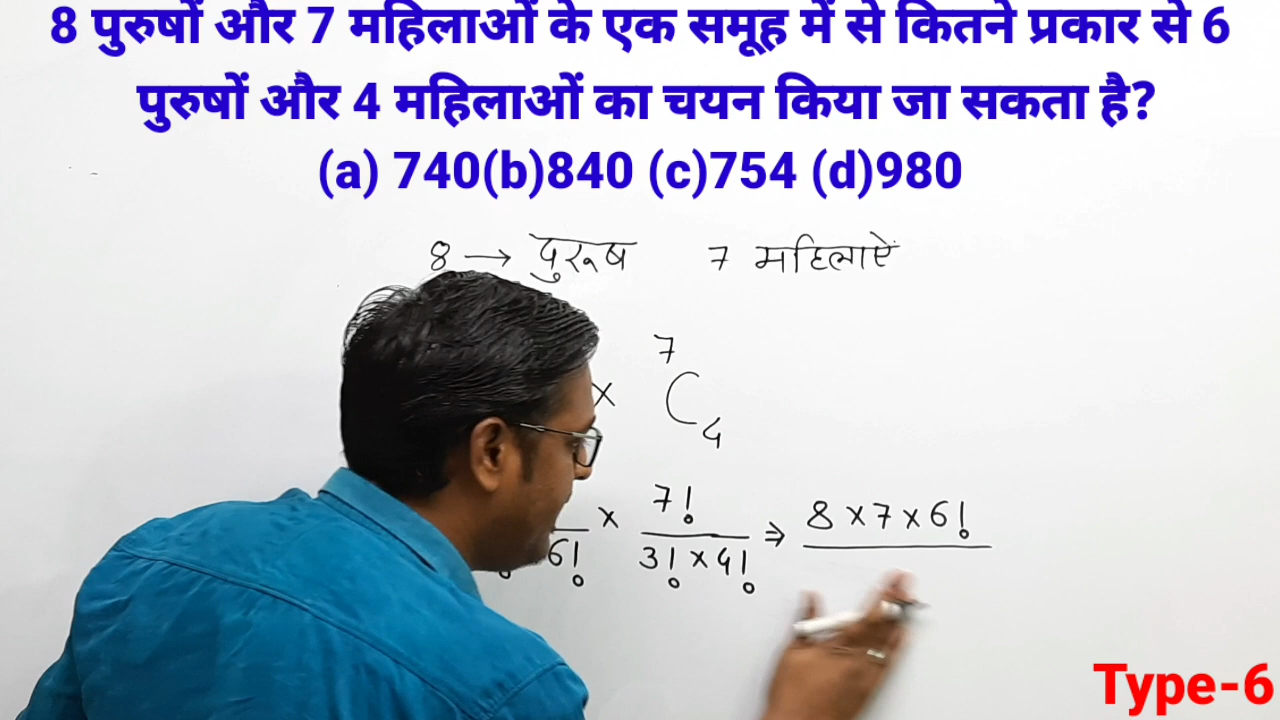 8 पुरुषों और 7 महिलाओं के एक समूह में से कितने प्रकार से 6
पुरुषों और 4 महिलाओं का चयन किया जा सकता है?
(a) 740(b)840 (c)754 (d)980
8 → पुरूष 7 महिलाऐं
× 7 C 4
6! × 7! / 3! × 4! ⇒ 8 × 7 × 6!
Type-6